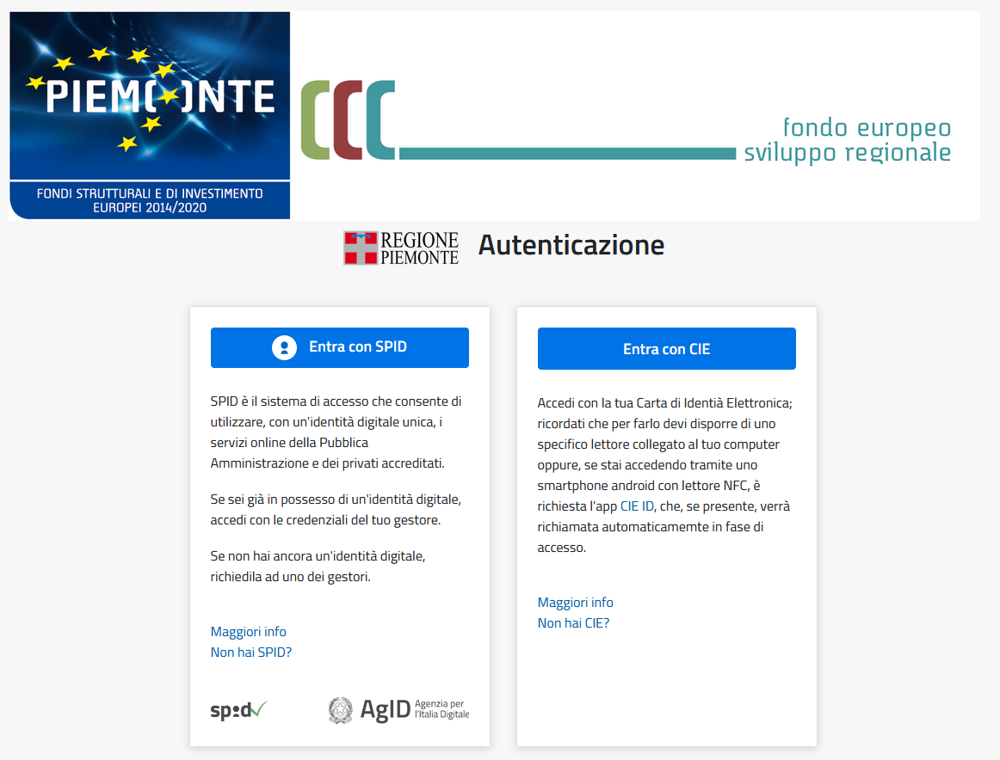 PIEMONTE
FONDI STRUTTURALI E DI INVESTIMENTO
EUROPEI 2014/2020
fondo europeo
sviluppo regionale
REGIONE
PIEMONTE
Autenticazione
Entra con SPID
SPID è il sistema di accesso che consente di
utilizzare, con un'identità digitale unica, i
servizi online della Pubblica
Amministrazione e dei privati accreditati.
Se sei già in possesso di un'identità digitale,
accedi con le credenziali del tuo gestore.
Se non hai ancora un'identità digitale,
richiedila ad uno dei gestori.
Maggiori info
Non hai SPID?
spid
AgID Agenzia per
l'Italia Digitale
Entra con CIE
Accedi con la tua Carta di Identià Elettronica;
ricordati che per farlo devi disporre di uno
specifico lettore collegato al tuo computer
oppure, se stai accedendo tramite uno
smartphone android con lettore NFC, è
richiesta l'app CIE ID, che, se presente, verrà
richiamata automaticamemte in fase di
accesso.
Maggiori info
Non hai CIE?